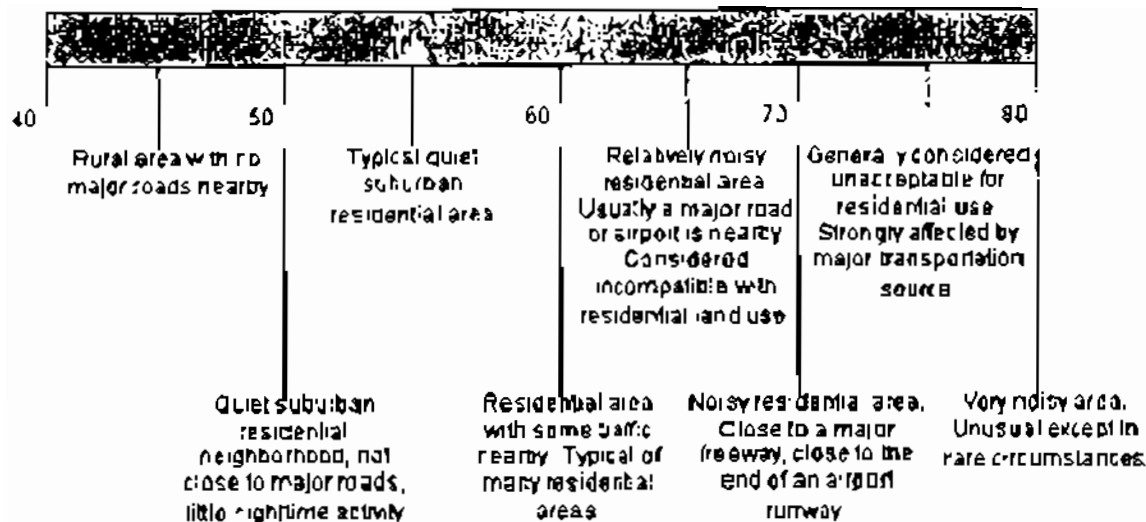 40
50
60
70
80
Rural area with no
major roads nearby
Typical quiet
suburban
residential area
Relatively noisy
residential area
Usually a major road
or airport is nearby
Considered
incompatible with
residential land use
Generally considered
unacceptable for
residential use
Strongly affected by
major transportation
source
Quiet suburban
residential
neighborhood, not
close to major roads,
little nighttime activity
Residential area
with some traffic
nearby Typical of
many residential
areas
Noisy residential area.
Close to a major
freeway, close to the
end of an airport
runway
Very noisy area.
Unusual except in
rare circumstances.